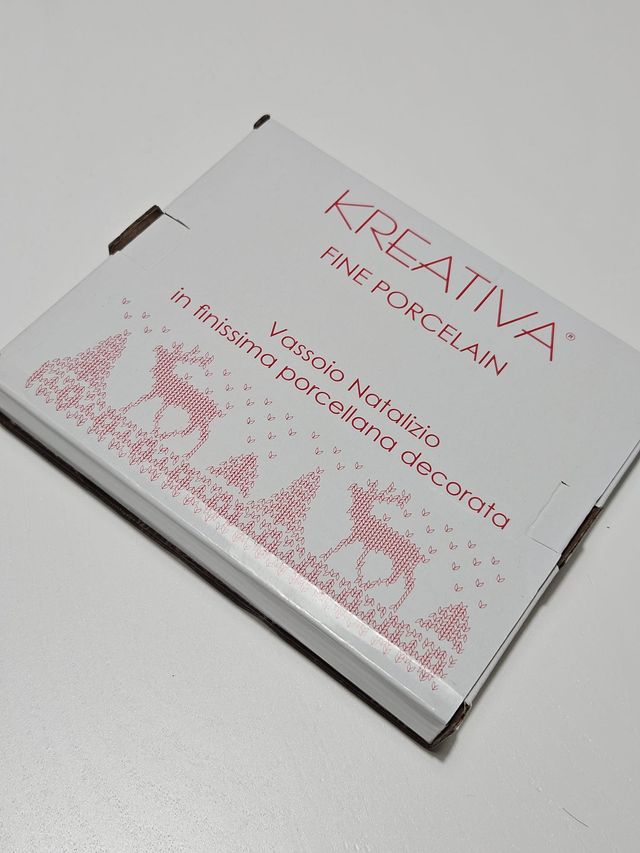 KREATIVA®
FINE PORCELAIN
Vassoio Natalizio
in finissima porcellana decorata